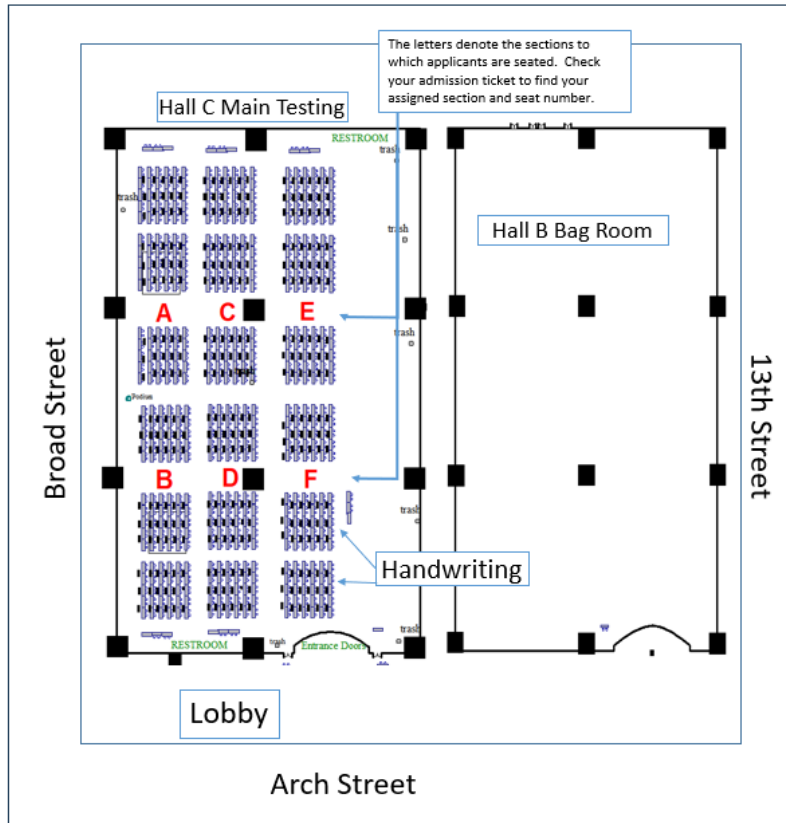 The letters denote the sections to
which applicants are seated.  Check
your admission ticket to find your
assigned section and seat number.
Hall C Main Testing
RESTROOM
trash
trash
trash
Hall B Bag Room
A C E
trash
Broad Street
13th Street
Podium
B D F
trash
Handwriting
trash
trash
RESTROOM
Entrance Doors
Lobby
Arch Street